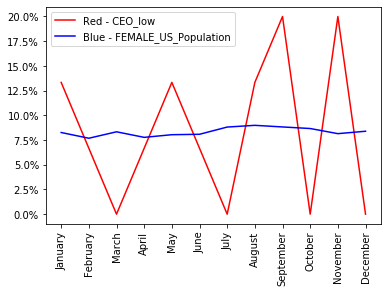 Red - CEO_low
Blue - FEMALE_US_Population
20.0%
17.5%
15.0%
12.5%
10.0%
7.5%
5.0%
2.5%
0.0%
January
February
March
April
May
June
July
August
September
October
November
December